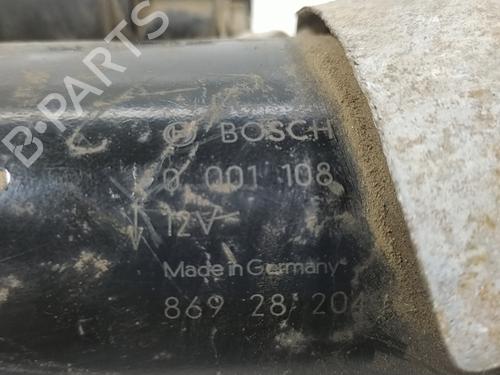 B-PARTS
BOSCH
0 001 108
12V
Made in Germany
869 28 204